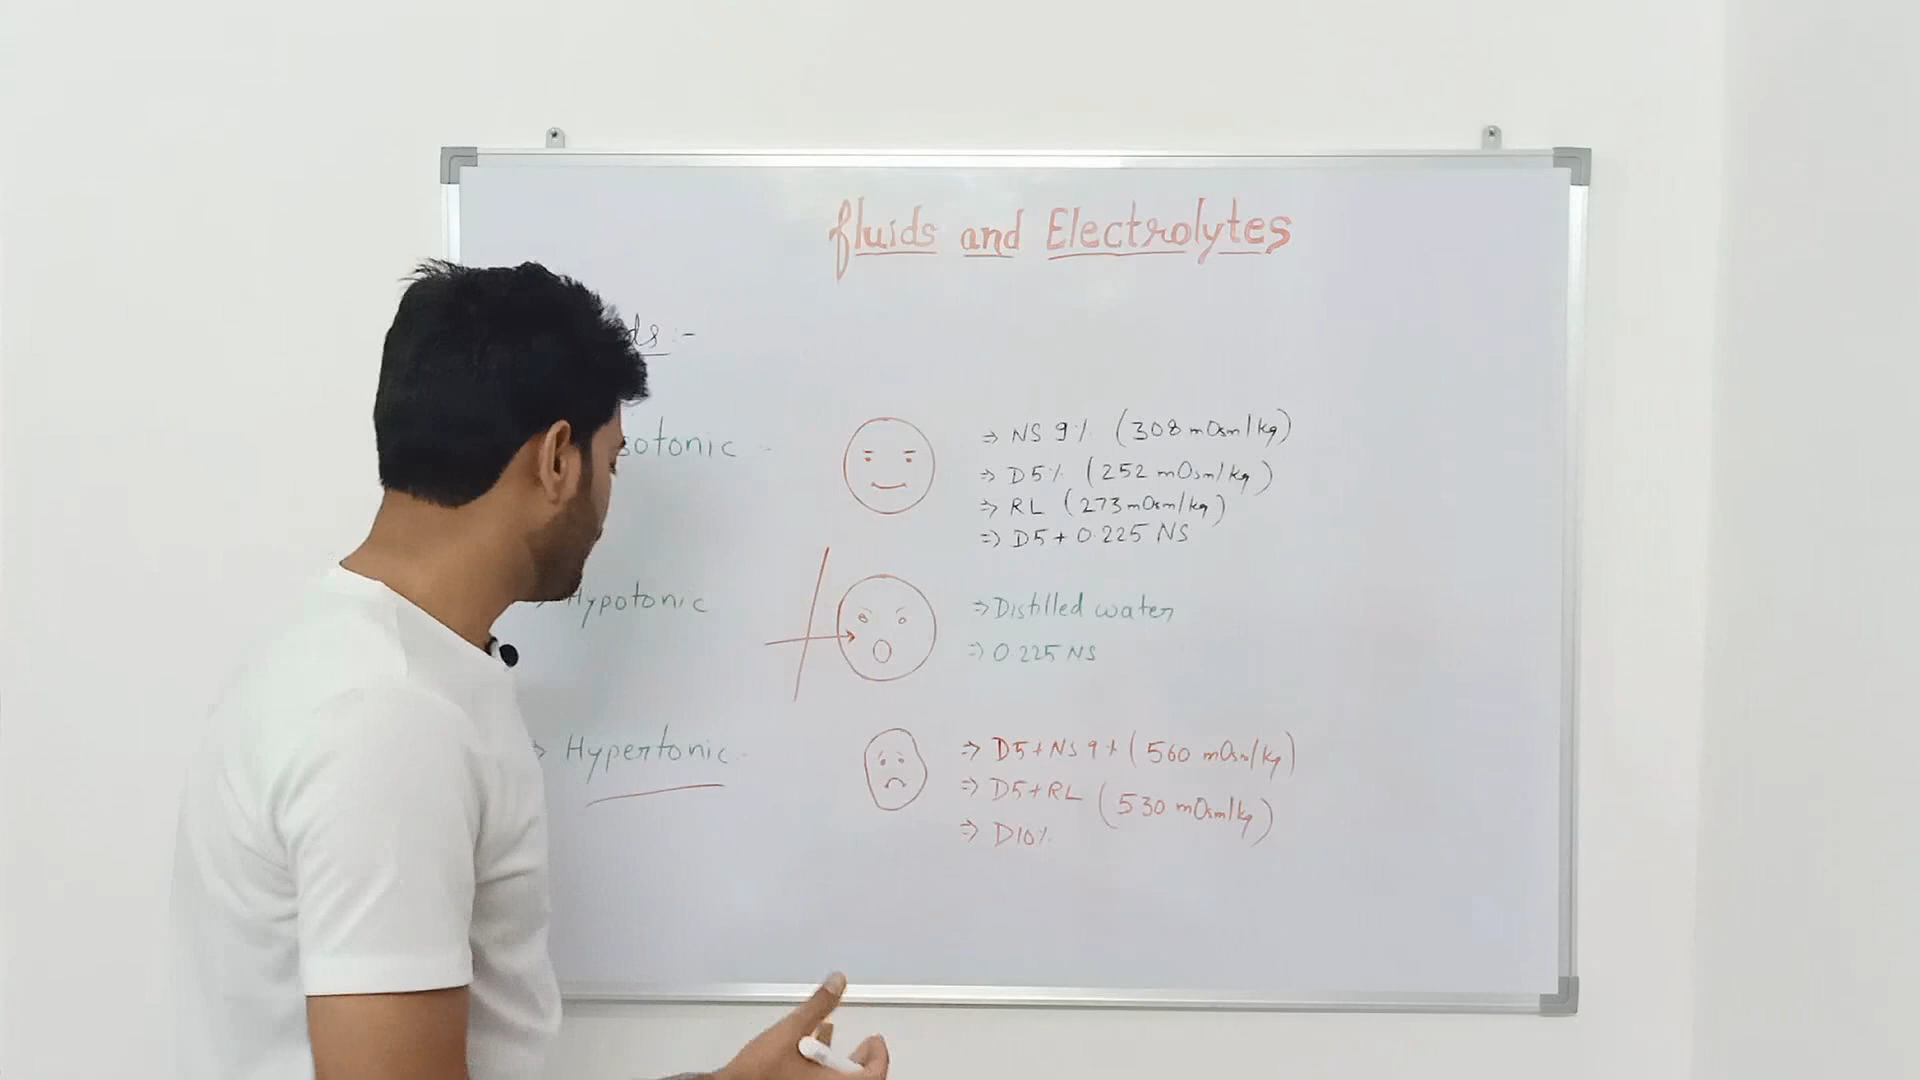 fluids and Electrolytes
ds :-
sotonic -
⇒ NS 9% (308 mOsm/kg)
⇒ D5% (252 mOsm/kg)
⇒ RL (273 mOsm/kg)
⇒ D5 + 0.225 NS
Hypotonic
⇒ Distilled water
⇒ 0.225 NS
Hypertonic -
⇒ D5+NS 9+ (560 mOsm/kg)
⇒ D5+RL (530 mOsm/kg)
⇒ D10%